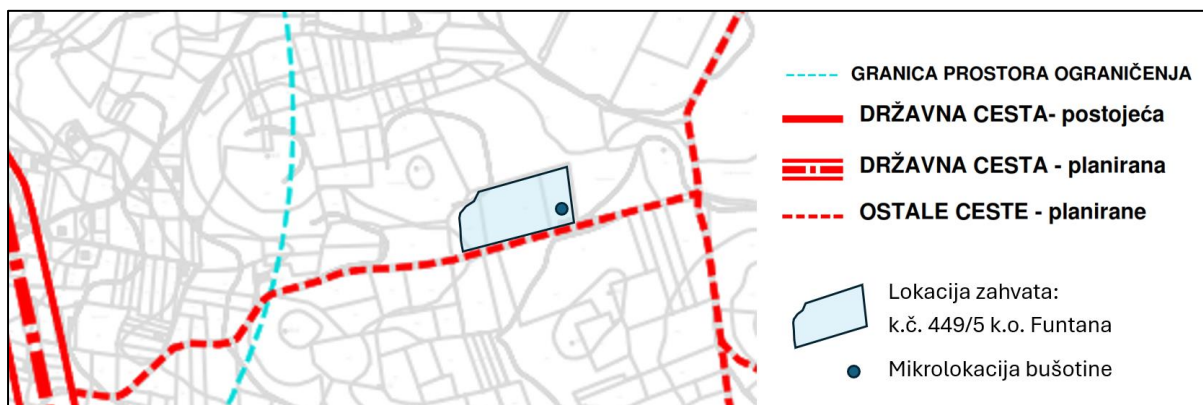 GRANICA PROSTORA OGRANIČENJA
DRŽAVNA CESTA- postojeća
DRŽAVNA CESTA - planirana
OSTALE CESTE - planirane
Lokacija zahvata:
k.č. 449/5 k.o. Funtana
Mikrolokacija bušotine